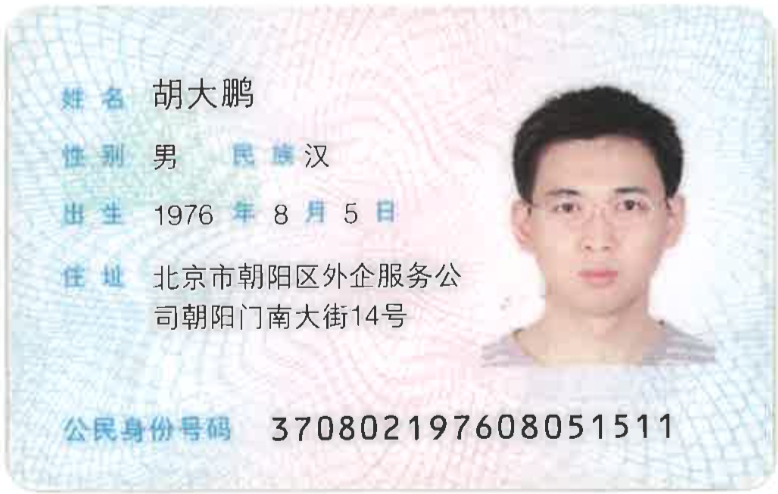 姓名 胡大鹏
性别 男 民族 汉
出生 1976 年 8 月 5 日
住址 北京市朝阳区外企服务公
司朝阳门南大街14号
公民身份号码 370802197608051511